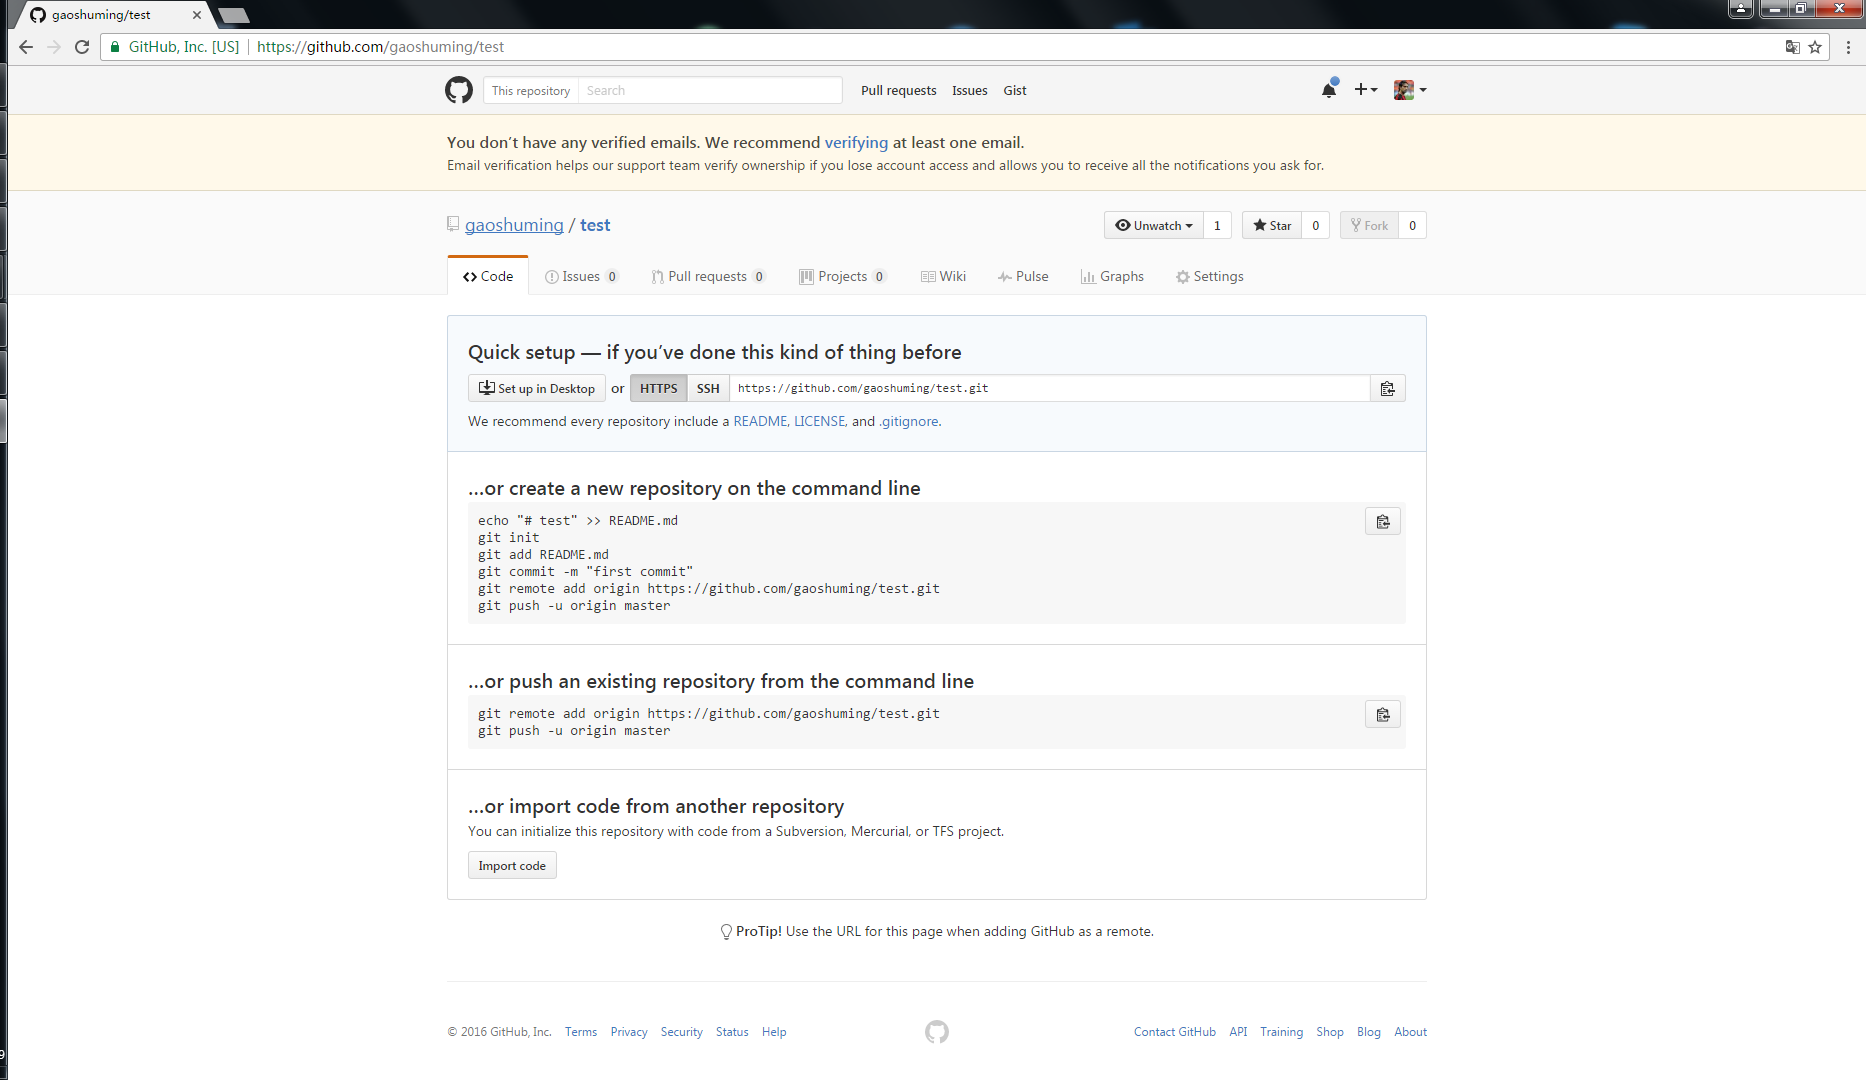 gaoshuming/test
GitHub, Inc. [US] https://github.com/gaoshuming/test
This repository Search Pull requests Issues Gist
You don’t have any verified emails. We recommend verifying at least one email.
Email verification helps our support team verify ownership if you lose account access and allows you to receive all the notifications you ask for.
gaoshuming / test Unwatch 1 Star 0 Fork 0
Code Issues 0 Pull requests 0 Projects 0 Wiki Pulse Graphs Settings
Quick setup — if you’ve done this kind of thing before
Set up in Desktop or HTTPS SSH https://github.com/gaoshuming/test.git
We recommend every repository include a README, LICENSE, and .gitignore.
…or create a new repository on the command line
echo "# test" >> README.md
git init
git add README.md
git commit -m "first commit"
git remote add origin https://github.com/gaoshuming/test.git
git push -u origin master
…or push an existing repository from the command line
git remote add origin https://github.com/gaoshuming/test.git
git push -u origin master
…or import code from another repository
You can initialize this repository with code from a Subversion, Mercurial, or TFS project.
Import code
ProTip! Use the URL for this page when adding GitHub as a remote.
© 2016 GitHub, Inc. Terms Privacy Security Status Help Contact GitHub API Training Shop Blog About
9